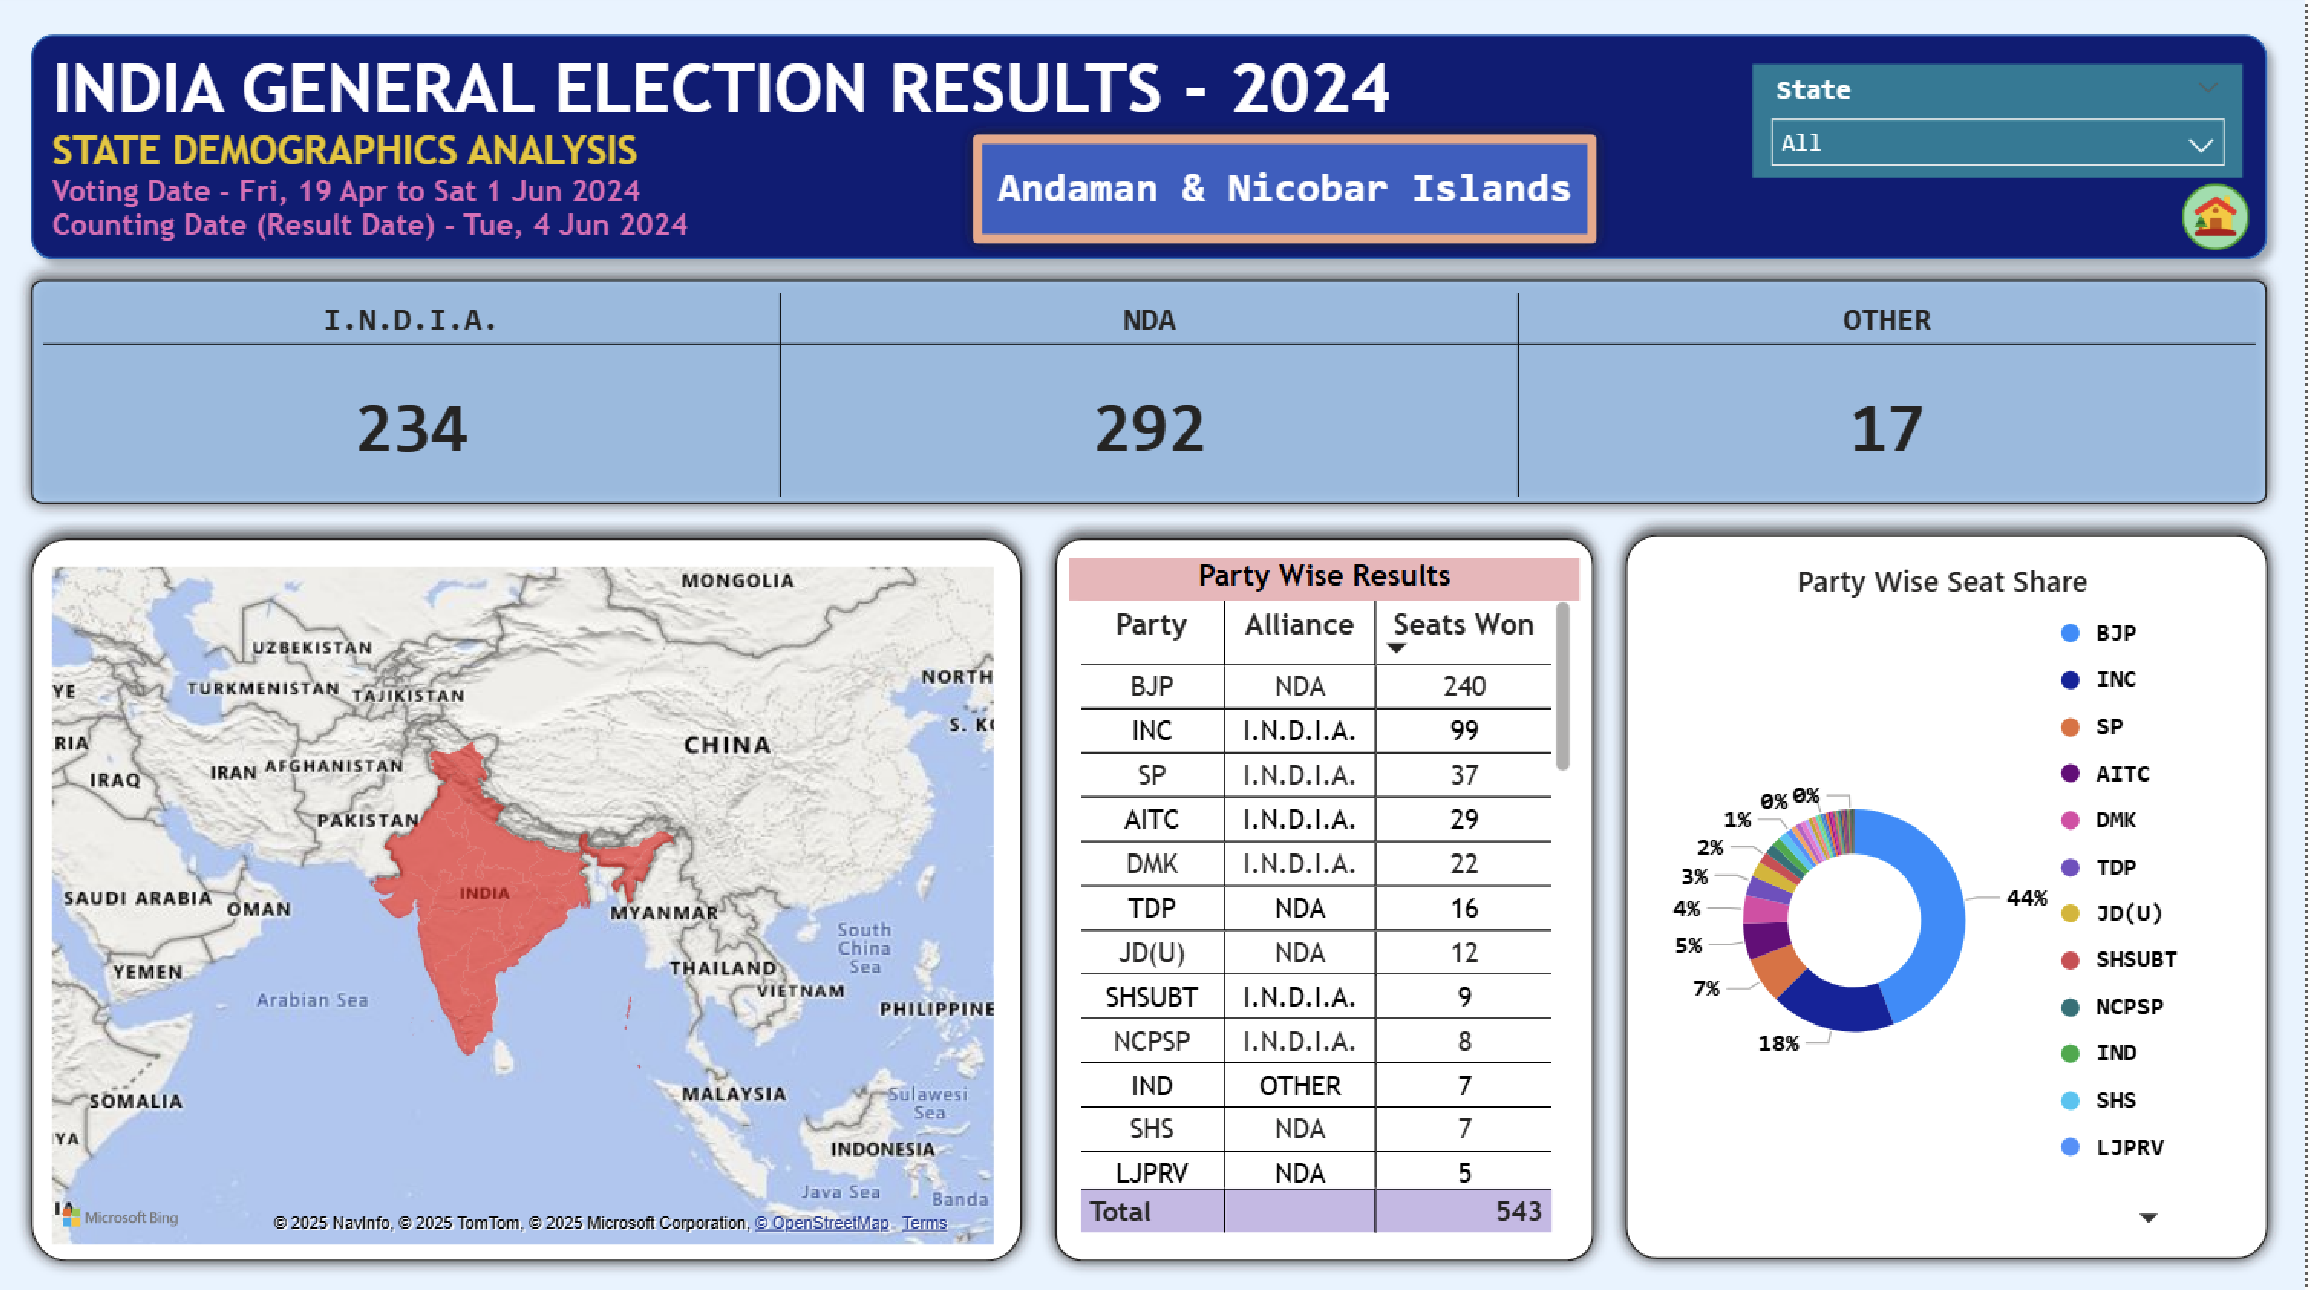 INDIA GENERAL ELECTION RESULTS - 2024
STATE DEMOGRAPHICS ANALYSIS
Voting Date - Fri, 19 Apr to Sat 1 Jun 2024
Counting Date (Result Date) - Tue, 4 Jun 2024
Andaman & Nicobar Islands
State
All
I.N.D.I.A. NDA OTHER
234 292 17
MONGOLIA
UZBEKISTAN
TURKMENISTAN TAJIKISTAN
NORTH
YE
S. K
RIA
CHINA
IRAQ
IRAN AFGHANISTAN
PAKISTAN
INDIA
SAUDI ARABIA
OMAN
MYANMAR
South
China
Sea
YEMEN
THAILAND
VIETNAM
Arabian Sea
PHILIPPINE
SOMALIA
MALAYSIA
Sulawesi
Sea
YA
INDONESIA
Java Sea
Banda
Microsoft Bing
© 2025 NavInfo, © 2025 TomTom, © 2025 Microsoft Corporation, © OpenStreetMap Terms
Party Wise Results
Party Alliance Seats Won
BJP NDA 240
INC I.N.D.I.A. 99
SP I.N.D.I.A. 37
AITC I.N.D.I.A. 29
DMK I.N.D.I.A. 22
TDP NDA 16
JD(U) NDA 12
SHSUBT I.N.D.I.A. 9
NCPSP I.N.D.I.A. 8
IND OTHER 7
SHS NDA 7
LJPRV NDA 5
Total 543
Party Wise Seat Share
0% 0%
1%
2%
3%
4%
5%
7%
18%
44%
BJP
INC
SP
AITC
DMK
TDP
JD(U)
SHSUBT
NCPSP
IND
SHS
LJPRV